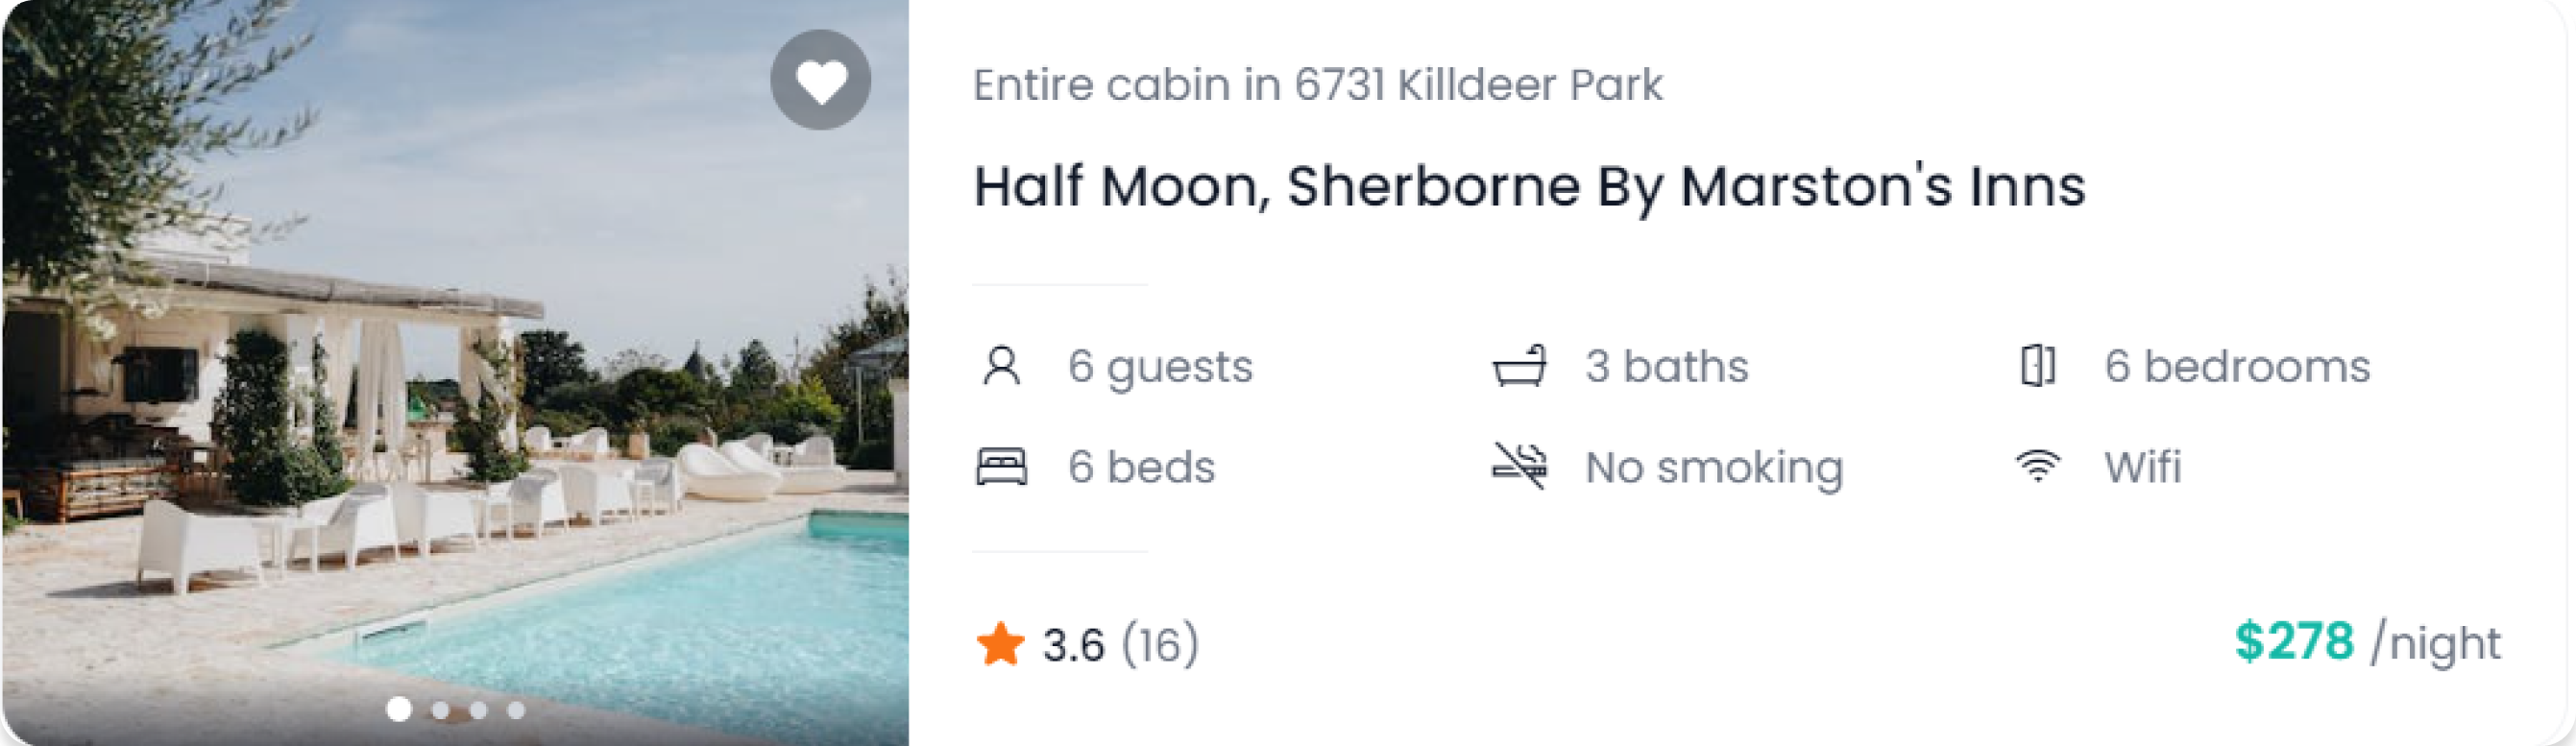 Entire cabin in 6731 Killdeer Park
Half Moon, Sherborne By Marston's Inns
6 guests
3 baths
6 bedrooms
6 beds
No smoking
Wifi
3.6 (16)
$278 /night